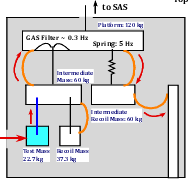 to SAS
Platform: 120 kg
GAS Filter ~ 0.3 Hz
Spring: 5 Hz
Intermediate
Mass: 60 kg
Intermediate
Recoil Mass: 60 kg
Test Mass
22.7 kg
Recoil Mass
37.3 kg